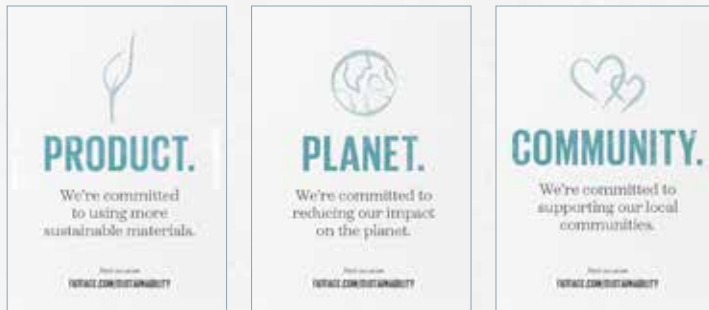 PRODUCT.
We're committed
to using more
sustainable materials.
PLANET.
We're committed to
reducing our impact
on the planet.
COMMUNITY.
We're committed to
supporting our local
communities.